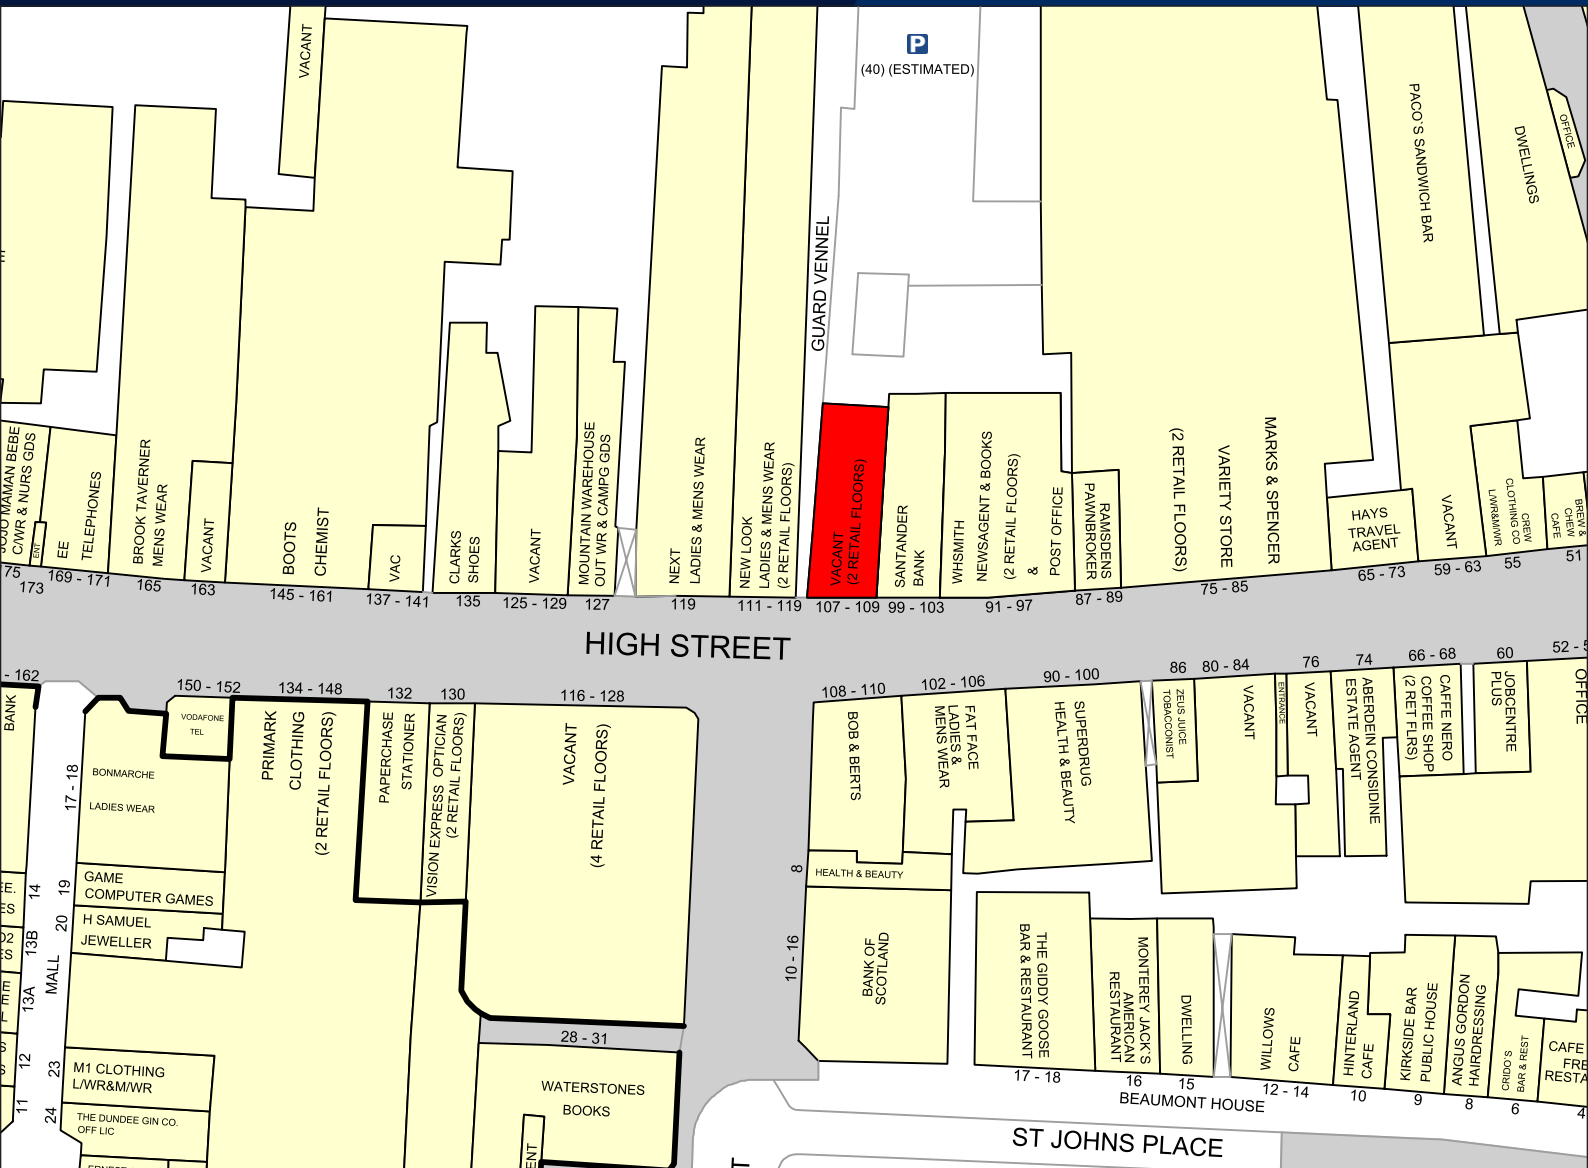 VACANT
P
(40) (ESTIMATED)
PACO'S SANDWICH BAR
DWELLINGS
OFFICE
GUARD VENNEL
JOJO MAMAN BEBE
C/WR & NURS GDS
ENT
EE
TELEPHONES
BROOK TAVERNER
MENS WEAR
VACANT
BOOTS
CHEMIST
VAC
CLARKS
SHOES
VACANT
MOUNTAIN WAREHOUSE
OUT WR & CAMPG GDS
NEXT
LADIES & MENS WEAR
NEW LOOK
LADIES & MENS WEAR
(2 RETAIL FLOORS)
VACANT
(2 RETAIL FLOORS)
SANTANDER
BANK
WHSMITH
NEWSAGENT & BOOKS
(2 RETAIL FLOORS)
&
POST OFFICE
RAMSDENS
PAWNBROKER
MARKS & SPENCER
VARIETY STORE
(2 RETAIL FLOORS)
HAYS
TRAVEL
AGENT
VACANT
CREW
CLOTHING CO
L/WR&M/WR
BREW &
CHEW
CAFE
75
173
169 - 171
165
163
145 - 161
137 - 141
135
125 - 129
127
119
111 - 119
107 - 109
99 - 103
91 - 97
87 - 89
75 - 85
65 - 73
59 - 63
55
51
HIGH STREET
- 162
150 - 152
134 - 148
132
130
116 - 128
108 - 110
102 - 106
90 - 100
86
80 - 84
76
74
66 - 68
60
52 -
BANK
VODAFONE
TEL
BONMARCHE
LADIES WEAR
17 - 18
PRIMARK
CLOTHING
(2 RETAIL FLOORS)
PAPERCHASE
STATIONER
VISION EXPRESS OPTICIAN
(2 RETAIL FLOORS)
VACANT
(4 RETAIL FLOORS)
BOB & BERTS
FAT FACE
LADIES &
MENS WEAR
SUPERDRUG
HEALTH & BEAUTY
ZEUS JUICE
TOBACCONIST
VACANT
ENTRANCE
VACANT
ABERDEIN CONSIDINE
ESTATE AGENT
CAFFE NERO
COFFEE SHOP
(2 RET FLRS)
JOBCENTRE
PLUS
OFFICE
14
19
GAME
COMPUTER GAMES
20
H SAMUEL
JEWELLER
13B
MALL
13A
12
23
M1 CLOTHING
L/WR&M/WR
11
24
THE DUNDEE GIN CO.
OFF LIC
28 - 31
WATERSTONES
BOOKS
ENT
8
HEALTH & BEAUTY
10 - 16
BANK OF
SCOTLAND
THE GIDDY GOOSE
BAR & RESTAURANT
MONTEREY JACK'S
AMERICAN
RESTAURANT
DWELLING
WILLOWS
CAFE
HINTERLAND
CAFE
KIRKSIDE BAR
PUBLIC HOUSE
ANGUS GORDON
HAIRDRESSING
CRIDO'S
BAR & REST
CAFE
FRE
RESTA
17 - 18
16
15
12 - 14
10
9
8
6
4
BEAUMONT HOUSE
ST JOHNS PLACE